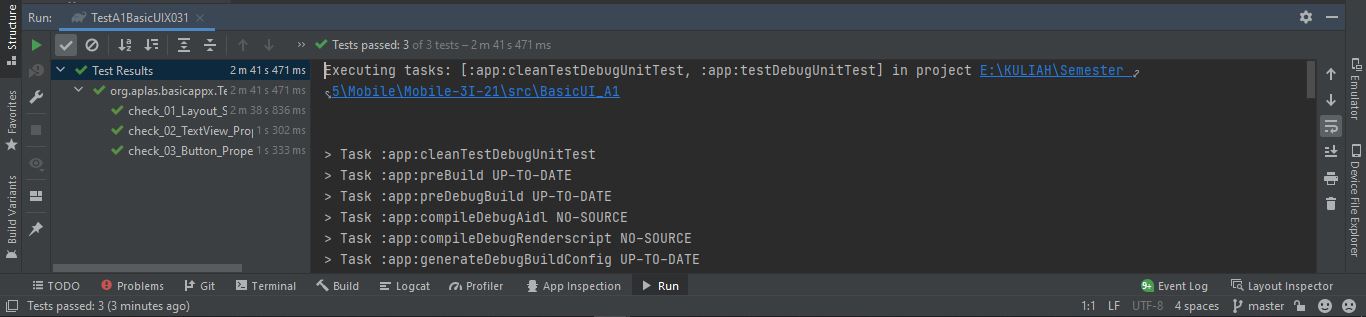 Structure
Favorites
Build Variants
Run: TestA1BasicUIX031
Tests passed: 3 of 3 tests – 2 m 41 s 471 ms
Test Results 2 m 41 s 471 ms
org.aplas.basicappx.Te 2 m 41 s 471 ms
check_01_Layout_S 2 m 38 s 836 ms
check_02_TextView_Prop 1 s 302 ms
check_03_Button_Prope 1 s 333 ms
Executing tasks: [:app:cleanTestDebugUnitTest, :app:testDebugUnitTest] in project E:\KULIAH\Semester
5\Mobile\Mobile-3I-21\src\BasicUI_A1
> Task :app:cleanTestDebugUnitTest
> Task :app:preBuild UP-TO-DATE
> Task :app:preDebugBuild UP-TO-DATE
> Task :app:compileDebugAidl NO-SOURCE
> Task :app:compileDebugRenderscript NO-SOURCE
> Task :app:generateDebugBuildConfig UP-TO-DATE
Emulator
Device File Explorer
TODO Problems Git Terminal Build Logcat Profiler App Inspection Run 9+ Event Log Layout Inspector
Tests passed: 3 (3 minutes ago) 1:1 LF UTF-8 4 spaces master